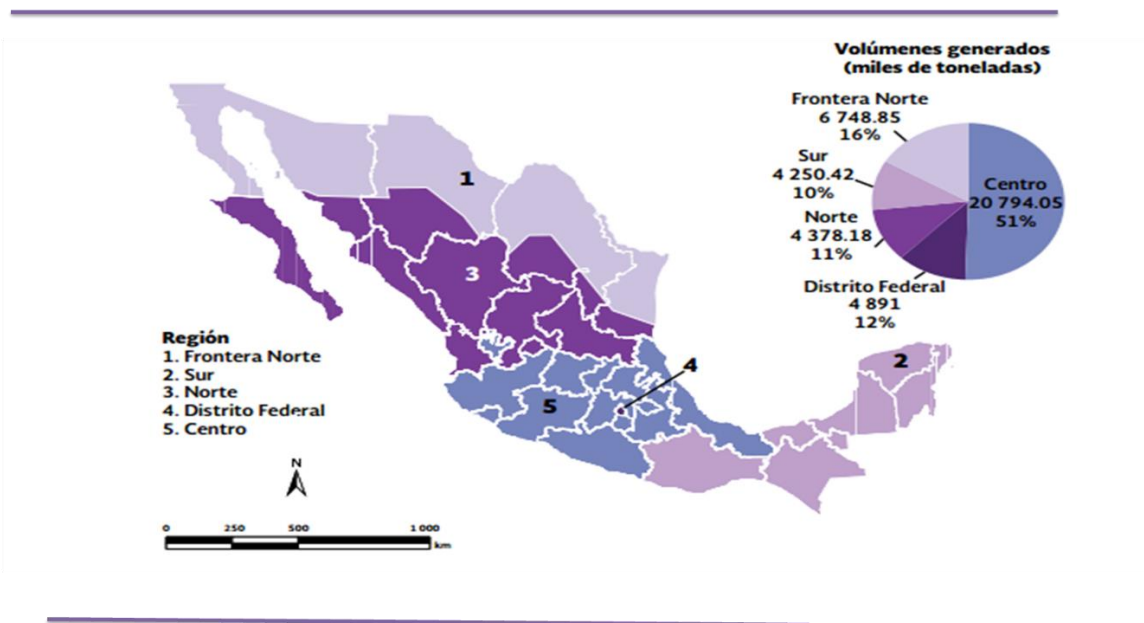 Volúmenes generados
(miles de toneladas)
Frontera Norte
6 748.85
16%
Sur
4 250.42
10%
Norte
4 378.18
11%
Distrito Federal
4 891
12%
Centro
20 794.05
51%
1
3
2
4
5
Región
1. Frontera Norte
2. Sur
3. Norte
4. Distrito Federal
5. Centro
N
0 250 500 1 000
km